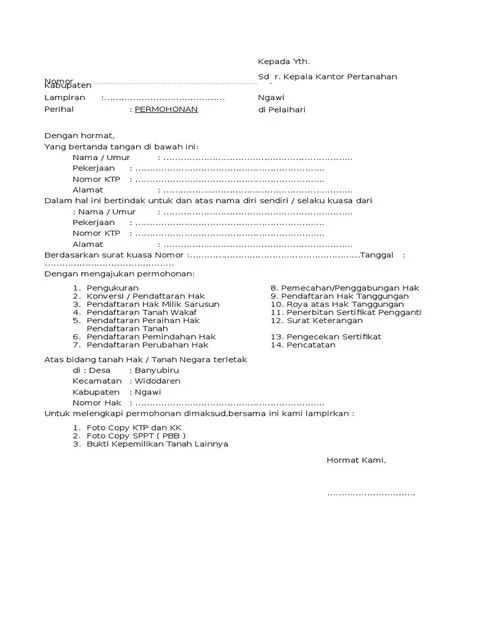 Kepada Yth.
Sd r. Kepala Kantor Pertanahan
Nomor........................................................................ .
Kabupaten
Lampiran :.......................................... Ngawi
Perihal : PERMOHONAN di Pelaihari
Dengan hormat,
Yang bertanda tangan di bawah ini:
Nama / Umur : ..................................................................
Pekerjaan : ..................................................................
Nomor KTP : ..................................................................
Alamat : ..................................................................
Dalam hal ini bertindak untuk dan atas nama diri sendiri / selaku kuasa dari
: Nama / Umur : ..................................................................
Pekerjaan : ..................................................................
Nomor KTP : ..................................................................
Alamat : ..................................................................
Berdasarkan surat kuasa Nomor :............................................................Tanggal :
.............................................
Dengan mengajukan permohonan:
1. Pengukuran 8. Pemecahan/Penggabungan Hak
2. Konversi / Pendaftaran Hak 9. Pendaftaran Hak Tanggungan
3. Pendaftaran Hak Milik Sarusun 10. Roya atas Hak Tanggungan
4. Pendaftaran Tanah Wakaf 11. Penerbitan Sertifikat Pengganti
5. Pendaftaran Peraihan Hak 12. Surat Keterangan
Pendaftaran Tanah
6. Pendaftaran Pemindahan Hak 13. Pengecekan Sertifikat
7. Pendaftaran Perubahan Hak 14. Pencatatan
Atas bidang tanah Hak / Tanah Negara terletak
di : Desa : Banyubiru
Kecamatan : Widodaren
Kabupaten : Ngawi
Nomor Hak : ..................................................................
Untuk melengkapi permohonan dimaksud,bersama ini kami lampirkan :
1. Foto Copy KTP dan KK
2. Foto Copy SPPT ( PBB )
3. Bukti Kepemilikan Tanah Lainnya
Hormat Kami,
...............................